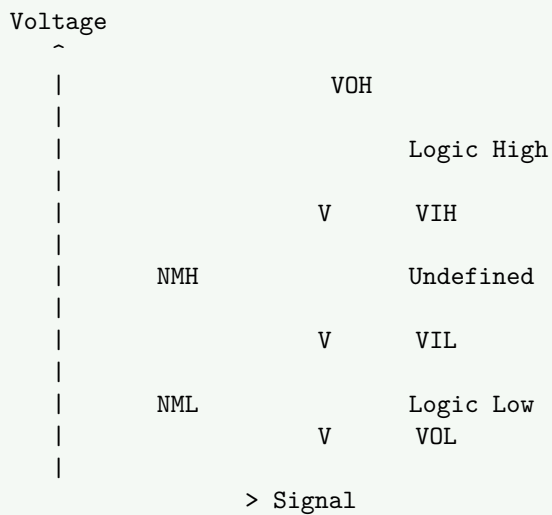 Voltage
^
|                 VOH
|
|                      Logic High
|
|                V     VIH
|
|      NMH             Undefined
|
|                V     VIL
|
|      NML             Logic Low
|                V     VOL
|
> Signal